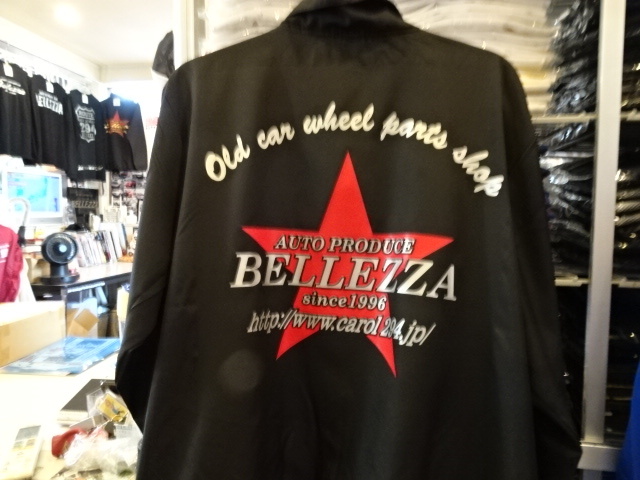 Old car wheel parts shop
AUTO PRODUCE
BELLEZZA
since1996
http://www.carol294.jp/